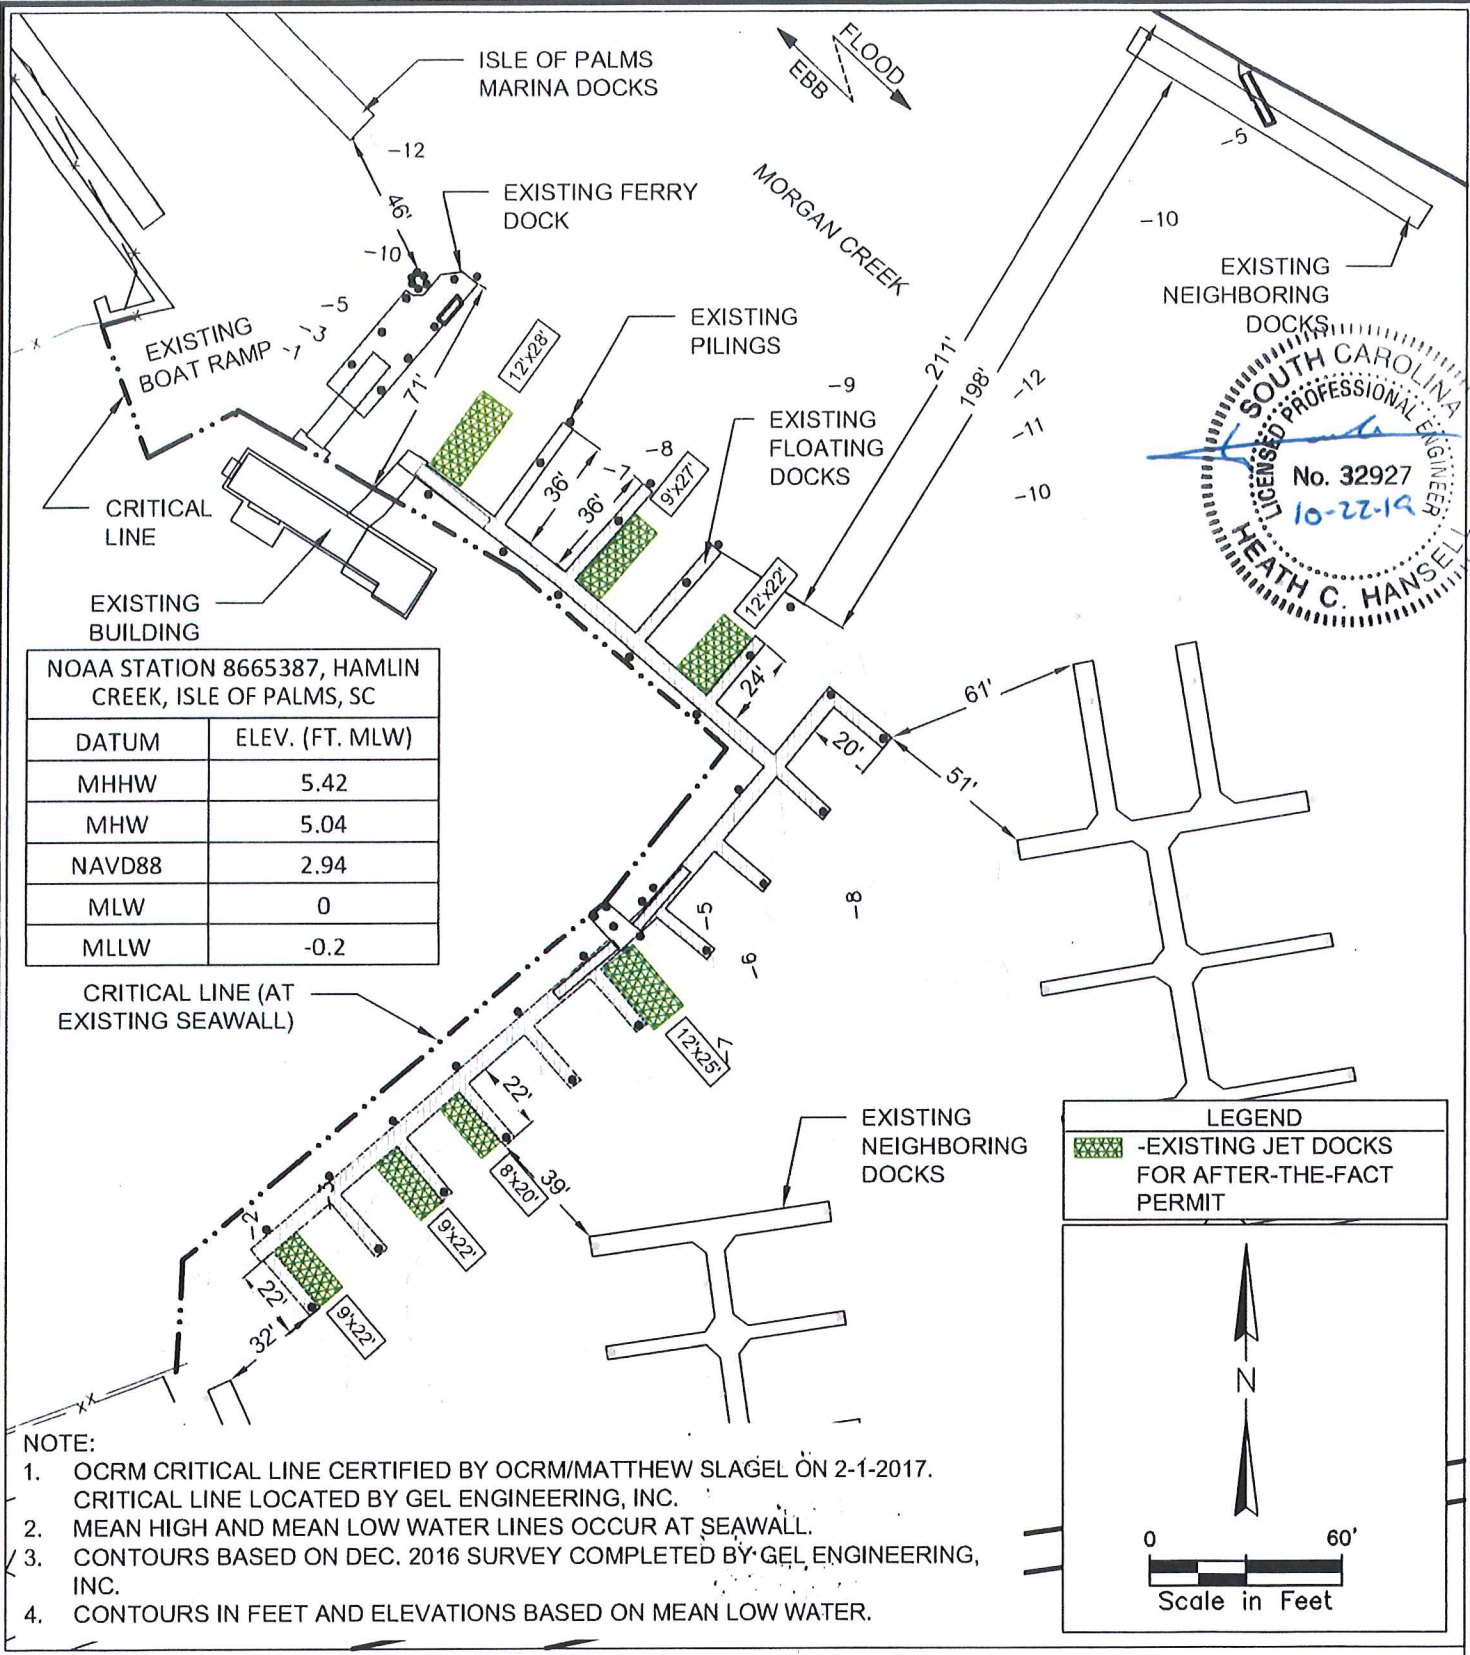 ISLE OF PALMS
MARINA DOCKS
FLOOD
EBB
-12
46'
-10
EXISTING FERRY
DOCK
MORGAN CREEK
-5
-10
EXISTING
NEIGHBORING
DOCKS
-5
-3
-1
EXISTING
BOAT RAMP
71'
12'x28'
EXISTING
PILINGS
211'
198'
-9
-12
-11
-10
SOUTH CAROLINA
LICENSED PROFESSIONAL ENGINEER
No. 32927
10-22-19
HEATH C. HANSEL
EXISTING
FLOATING
DOCKS
36'
36'
-7
-8
9'x27'
CRITICAL
LINE
EXISTING
BUILDING
12'x22'
24'
61'
20'
51'
NOAA STATION 8665387, HAMLIN
CREEK, ISLE OF PALMS, SC
DATUM ELEV. (FT. MLW)
MHHW 5.42
MHW 5.04
NAVD88 2.94
MLW 0
MLLW -0.2
-5
-8
-6
CRITICAL LINE (AT
EXISTING SEAWALL)
12'x25'
-7
22'
8'x20'
39'
EXISTING
NEIGHBORING
DOCKS
9'x22'
-2
22'
32'
9'x22'
LEGEND
-EXISTING JET DOCKS
FOR AFTER-THE-FACT
PERMIT
N
0 60'
Scale in Feet
X
X X
NOTE:
1. OCRM CRITICAL LINE CERTIFIED BY OCRM/MATTHEW SLAGEL ON 2-1-2017.
CRITICAL LINE LOCATED BY GEL ENGINEERING, INC.
2. MEAN HIGH AND MEAN LOW WATER LINES OCCUR AT SEAWALL.
3. CONTOURS BASED ON DEC. 2016 SURVEY COMPLETED BY GEL ENGINEERING,
INC.
4. CONTOURS IN FEET AND ELEVATIONS BASED ON MEAN LOW WATER.